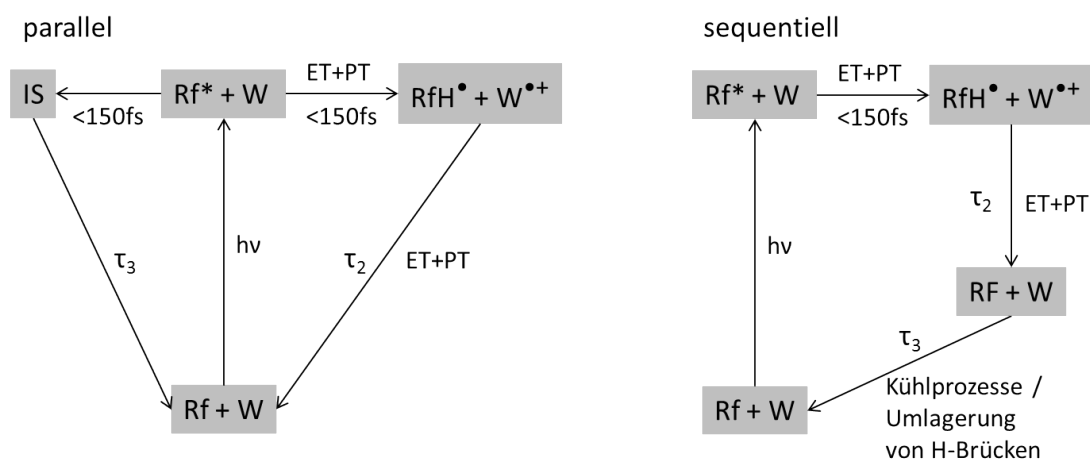 parallel
IS
<150fs
Rf* + W
ET+PT
<150fs
RfH• + W•+
τ3
hν
τ2
ET+PT
Rf + W
sequentiell
Rf* + W
ET+PT
<150fs
RfH• + W•+
τ2
ET+PT
hν
RF + W
τ3
Rf + W
Kühlprozesse /
Umlagerung
von H-Brücken